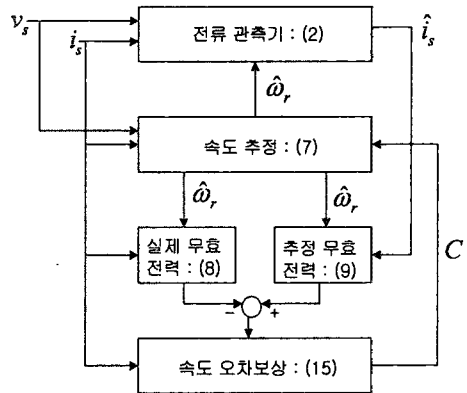 v_s
i_s
전류 관측기 : (2)
î_s
ω̂_r
속도 추정 : (7)
ω̂_r
ω̂_r
실제 무효
전력 : (8)
추정 무효
전력 : (9)
C
− +
속도 오차보상 : (15)